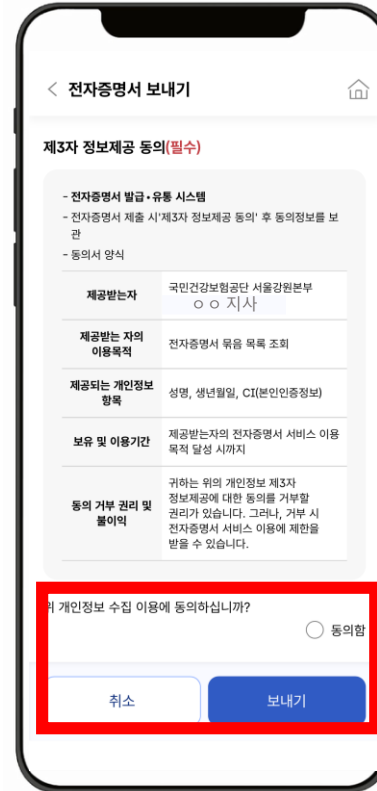 전자증명서 보내기
제3자 정보제공 동의(필수)
- 전자증명서 발급•유통 시스템
- 전자증명서 제출 시'제3자 정보제공 동의' 후 동의정보를 보
관
- 동의서 양식
제공받는자
국민건강보험공단 서울강원본부
ㅇㅇ 지사
제공받는 자의
이용목적
전자증명서 묶음 목록 조회
제공되는 개인정보
항목
성명, 생년월일, CI(본인인증정보)
보유 및 이용기간
제공받는자의 전자증명서 서비스 이용
목적 달성 시까지
동의 거부 권리 및
불이익
귀하는 위의 개인정보 제3자
정보제공에 대한 동의를 거부할
권리가 있습니다. 그러나, 거부 시
전자증명서 서비스 이용에 제한을
받을 수 있습니다.
위 개인정보 수집 이용에 동의하십니까?
동의함
취소
보내기